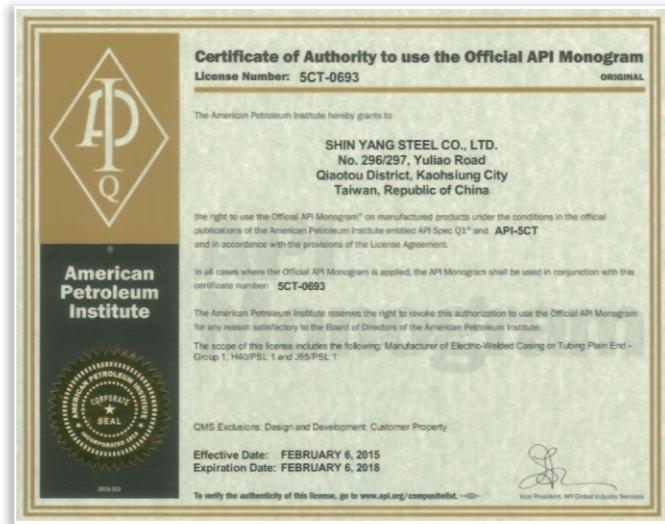 Certificate of Authority to use the Official API Monogram
License Number: 5CT-0693
ORIGINAL
The American Petroleum Institute hereby grants to
SHIN YANG STEEL CO., LTD.
No. 296/297, Yuliao Road
Qiaotou District, Kaohsiung City
Taiwan, Republic of China
the right to use the Official API Monogram® on manufactured products under the conditions in the official
publications of the American Petroleum Institute entitled API Spec Q1® and API-5CT
and in accordance with the provisions of the License Agreement.
In all cases where the Official API Monogram is applied, the API Monogram shall be used in conjunction with this
certificate number: 5CT-0693
The American Petroleum Institute reserves the right to revoke this authorization to use the Official API Monogram
for any reason satisfactory to the Board of Directors of the American Petroleum Institute.
The scope of this license includes the following: Manufacturer of Electric-Welded Casing or Tubing Plain End -
Group 1, H40/PSL 1 and J55/PSL 1
QMS Exclusions: Design and Development; Customer Property
Effective Date: FEBRUARY 6, 2015
Expiration Date: FEBRUARY 6, 2018
To verify the authenticity of this license, go to www.api.org/compositelist.
Vice President, API Global Industry Services
API
Q
®
American
Petroleum
Institute
AMERICAN PETROLEUM INSTITUTE
CORPORATE
SEAL
INCORPORATED 1919